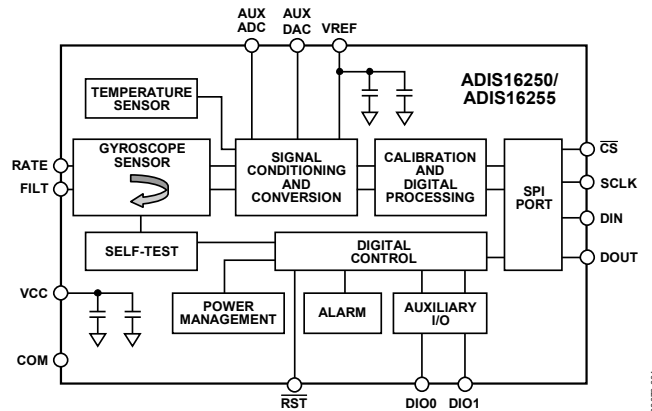 AUX
ADC
AUX
DAC
VREF
ADIS16250/
ADIS16255
TEMPERATURE
SENSOR
GYROSCOPE
SENSOR
SIGNAL
CONDITIONING
AND
CONVERSION
CALIBRATION
AND
DIGITAL
PROCESSING
SPI
PORT
RATE
FILT
CS
SCLK
DIN
DOUT
SELF-TEST
DIGITAL
CONTROL
VCC
POWER
MANAGEMENT
ALARM
AUXILIARY
I/O
COM
RST
DIO0
DIO1